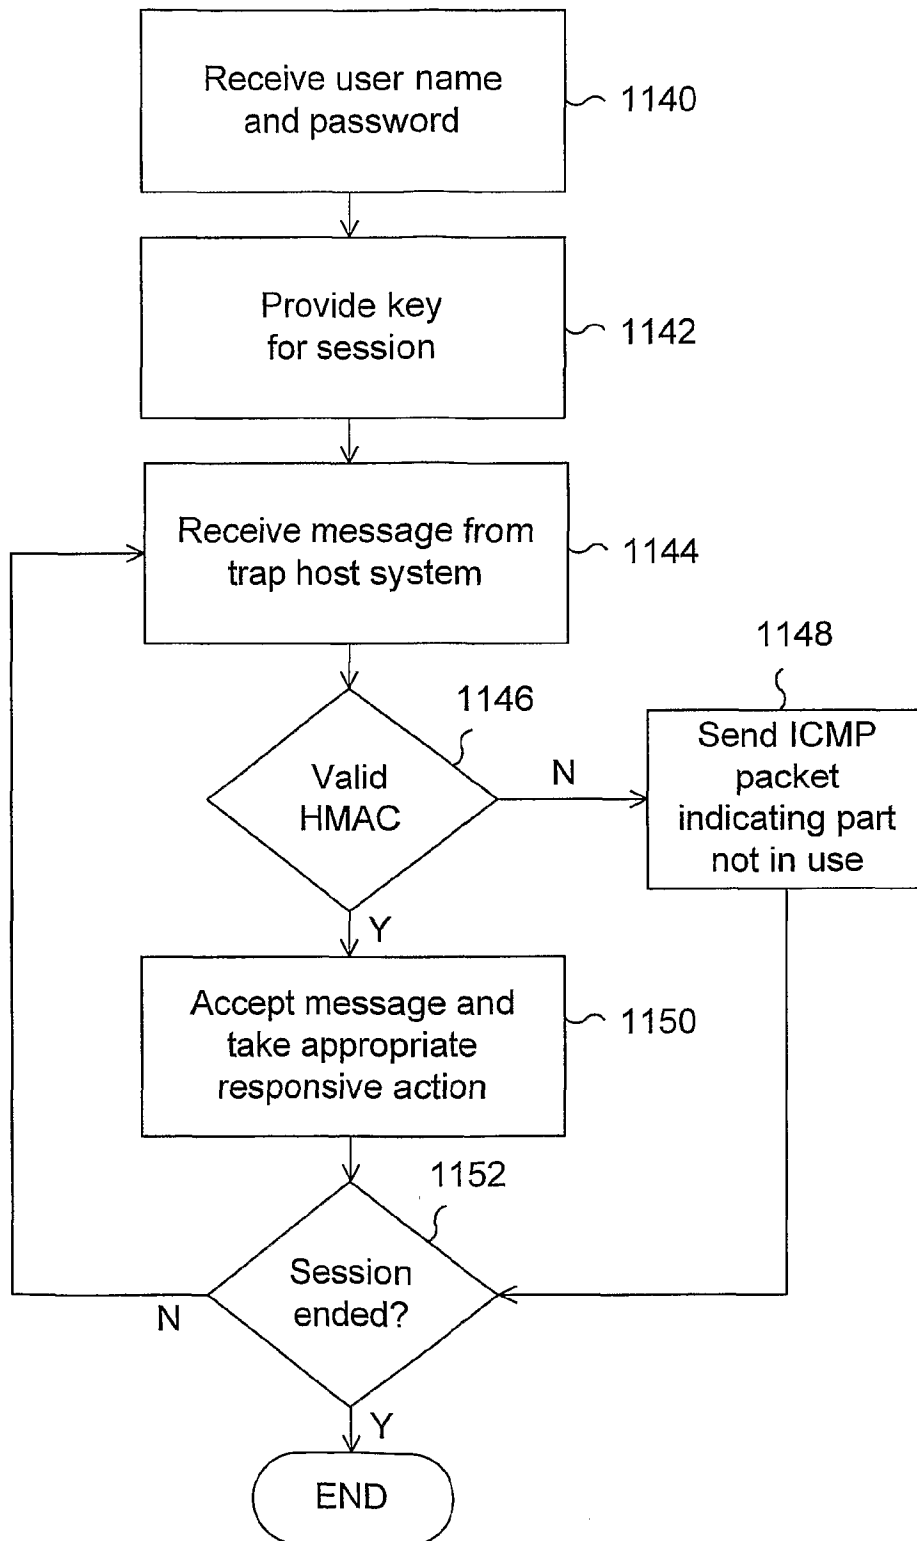 Receive user name
and password
1140
Provide key
for session
1142
Receive message from
trap host system
1144
Valid
HMAC
1146
N
1148
Send ICMP
packet
indicating part
not in use
Y
Accept message and
take appropriate
responsive action
1150
Session
ended?
1152
N
Y
END